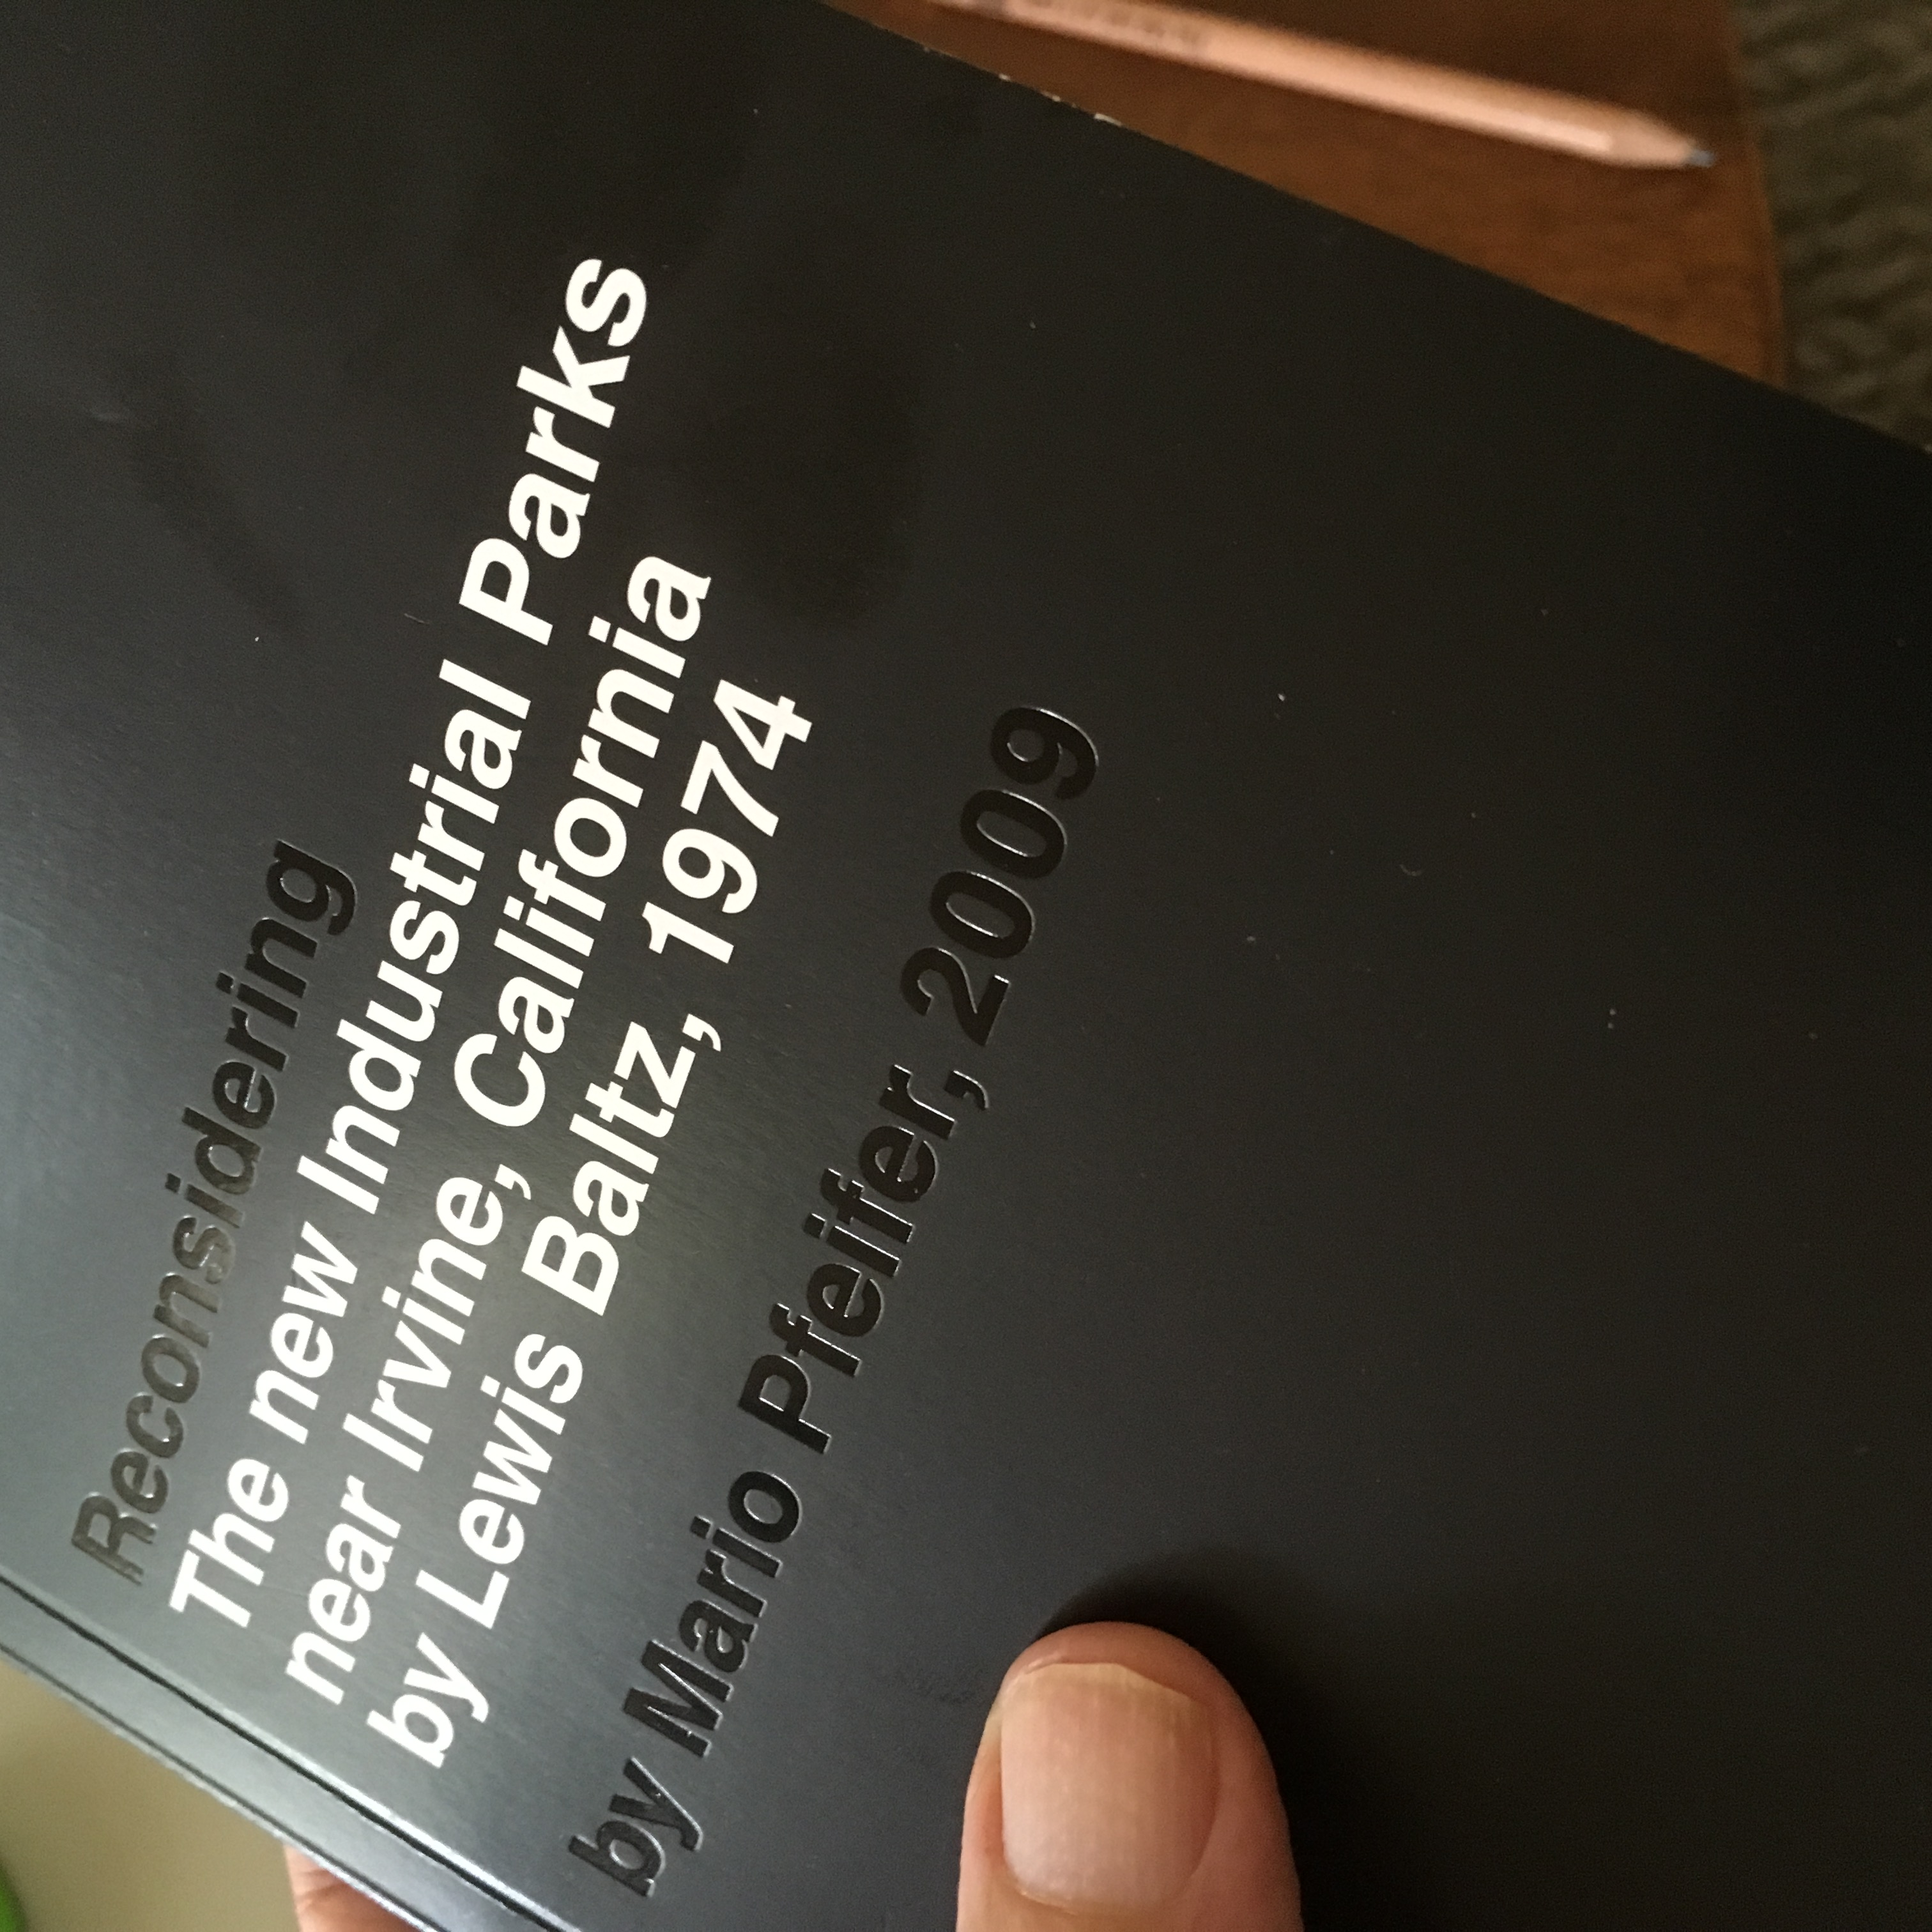 Reconsidering
The new Industrial Parks
near Irvine, California
by Lewis Baltz, 1974
by Mario Pfeifer, 2009